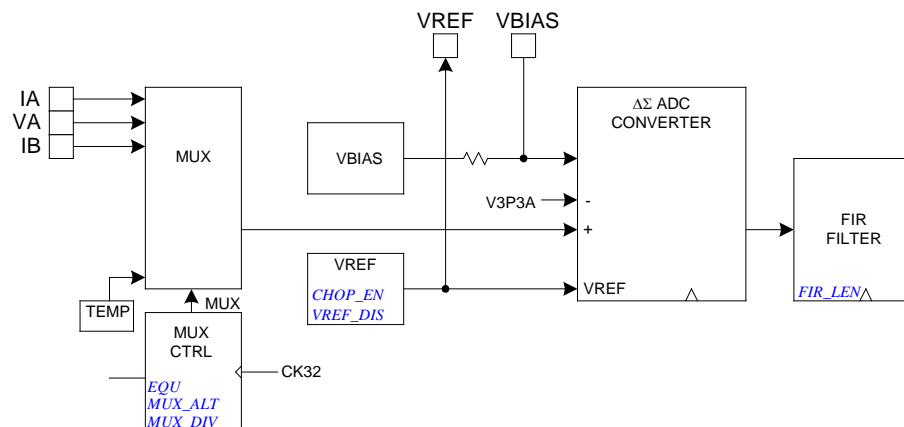 VREF VBIAS
IA
VA
IB
MUX
ΔΣ ADC
CONVERTER
VBIAS
V3P3A
-
+
FIR
FILTER
VREF
CHOP_EN
VREF_DIS
VREF
FIR_LEN
TEMP
MUX
MUX
CTRL
CK32
EQU
MUX_ALT
MUX_DIV